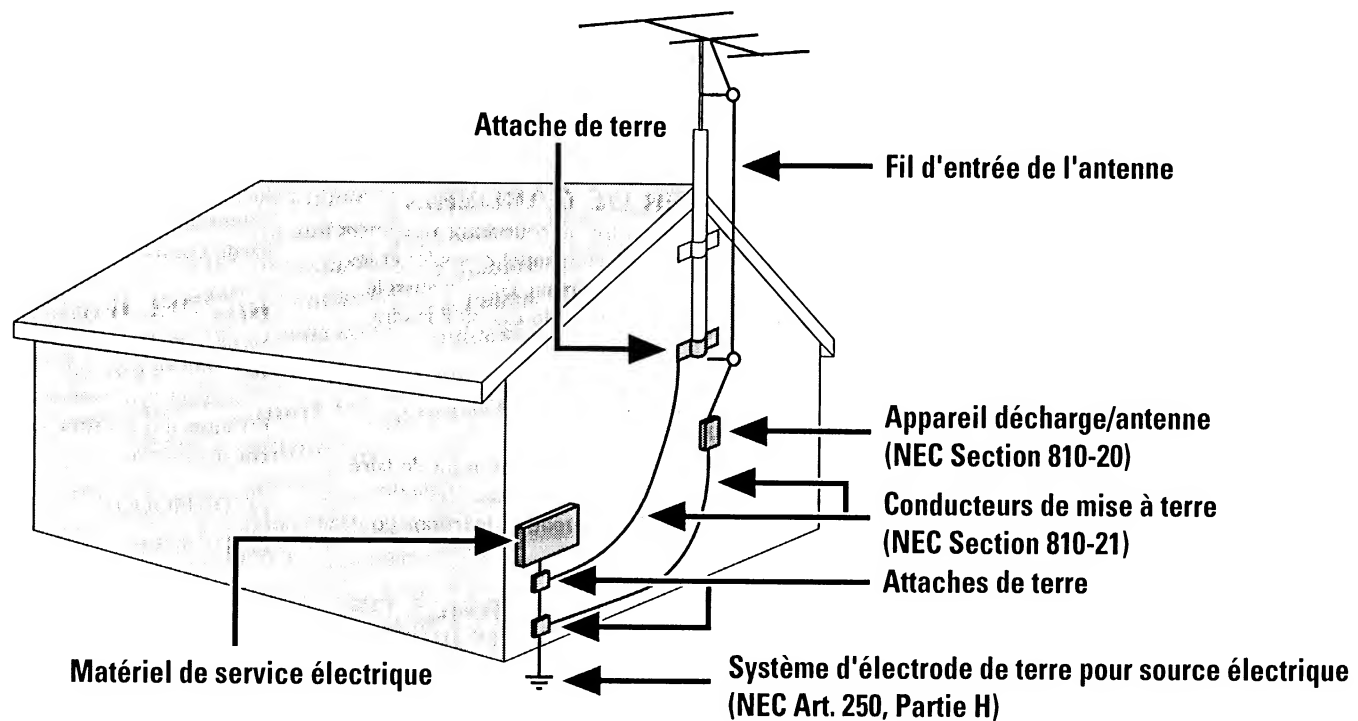 Attache de terre
Fil d'entrée de l'antenne
Appareil décharge/antenne
(NEC Section 810-20)
Conducteurs de mise à terre
(NEC Section 810-21)
Attaches de terre
Matériel de service électrique
Système d'électrode de terre pour source électrique
(NEC Art. 250, Partie H)